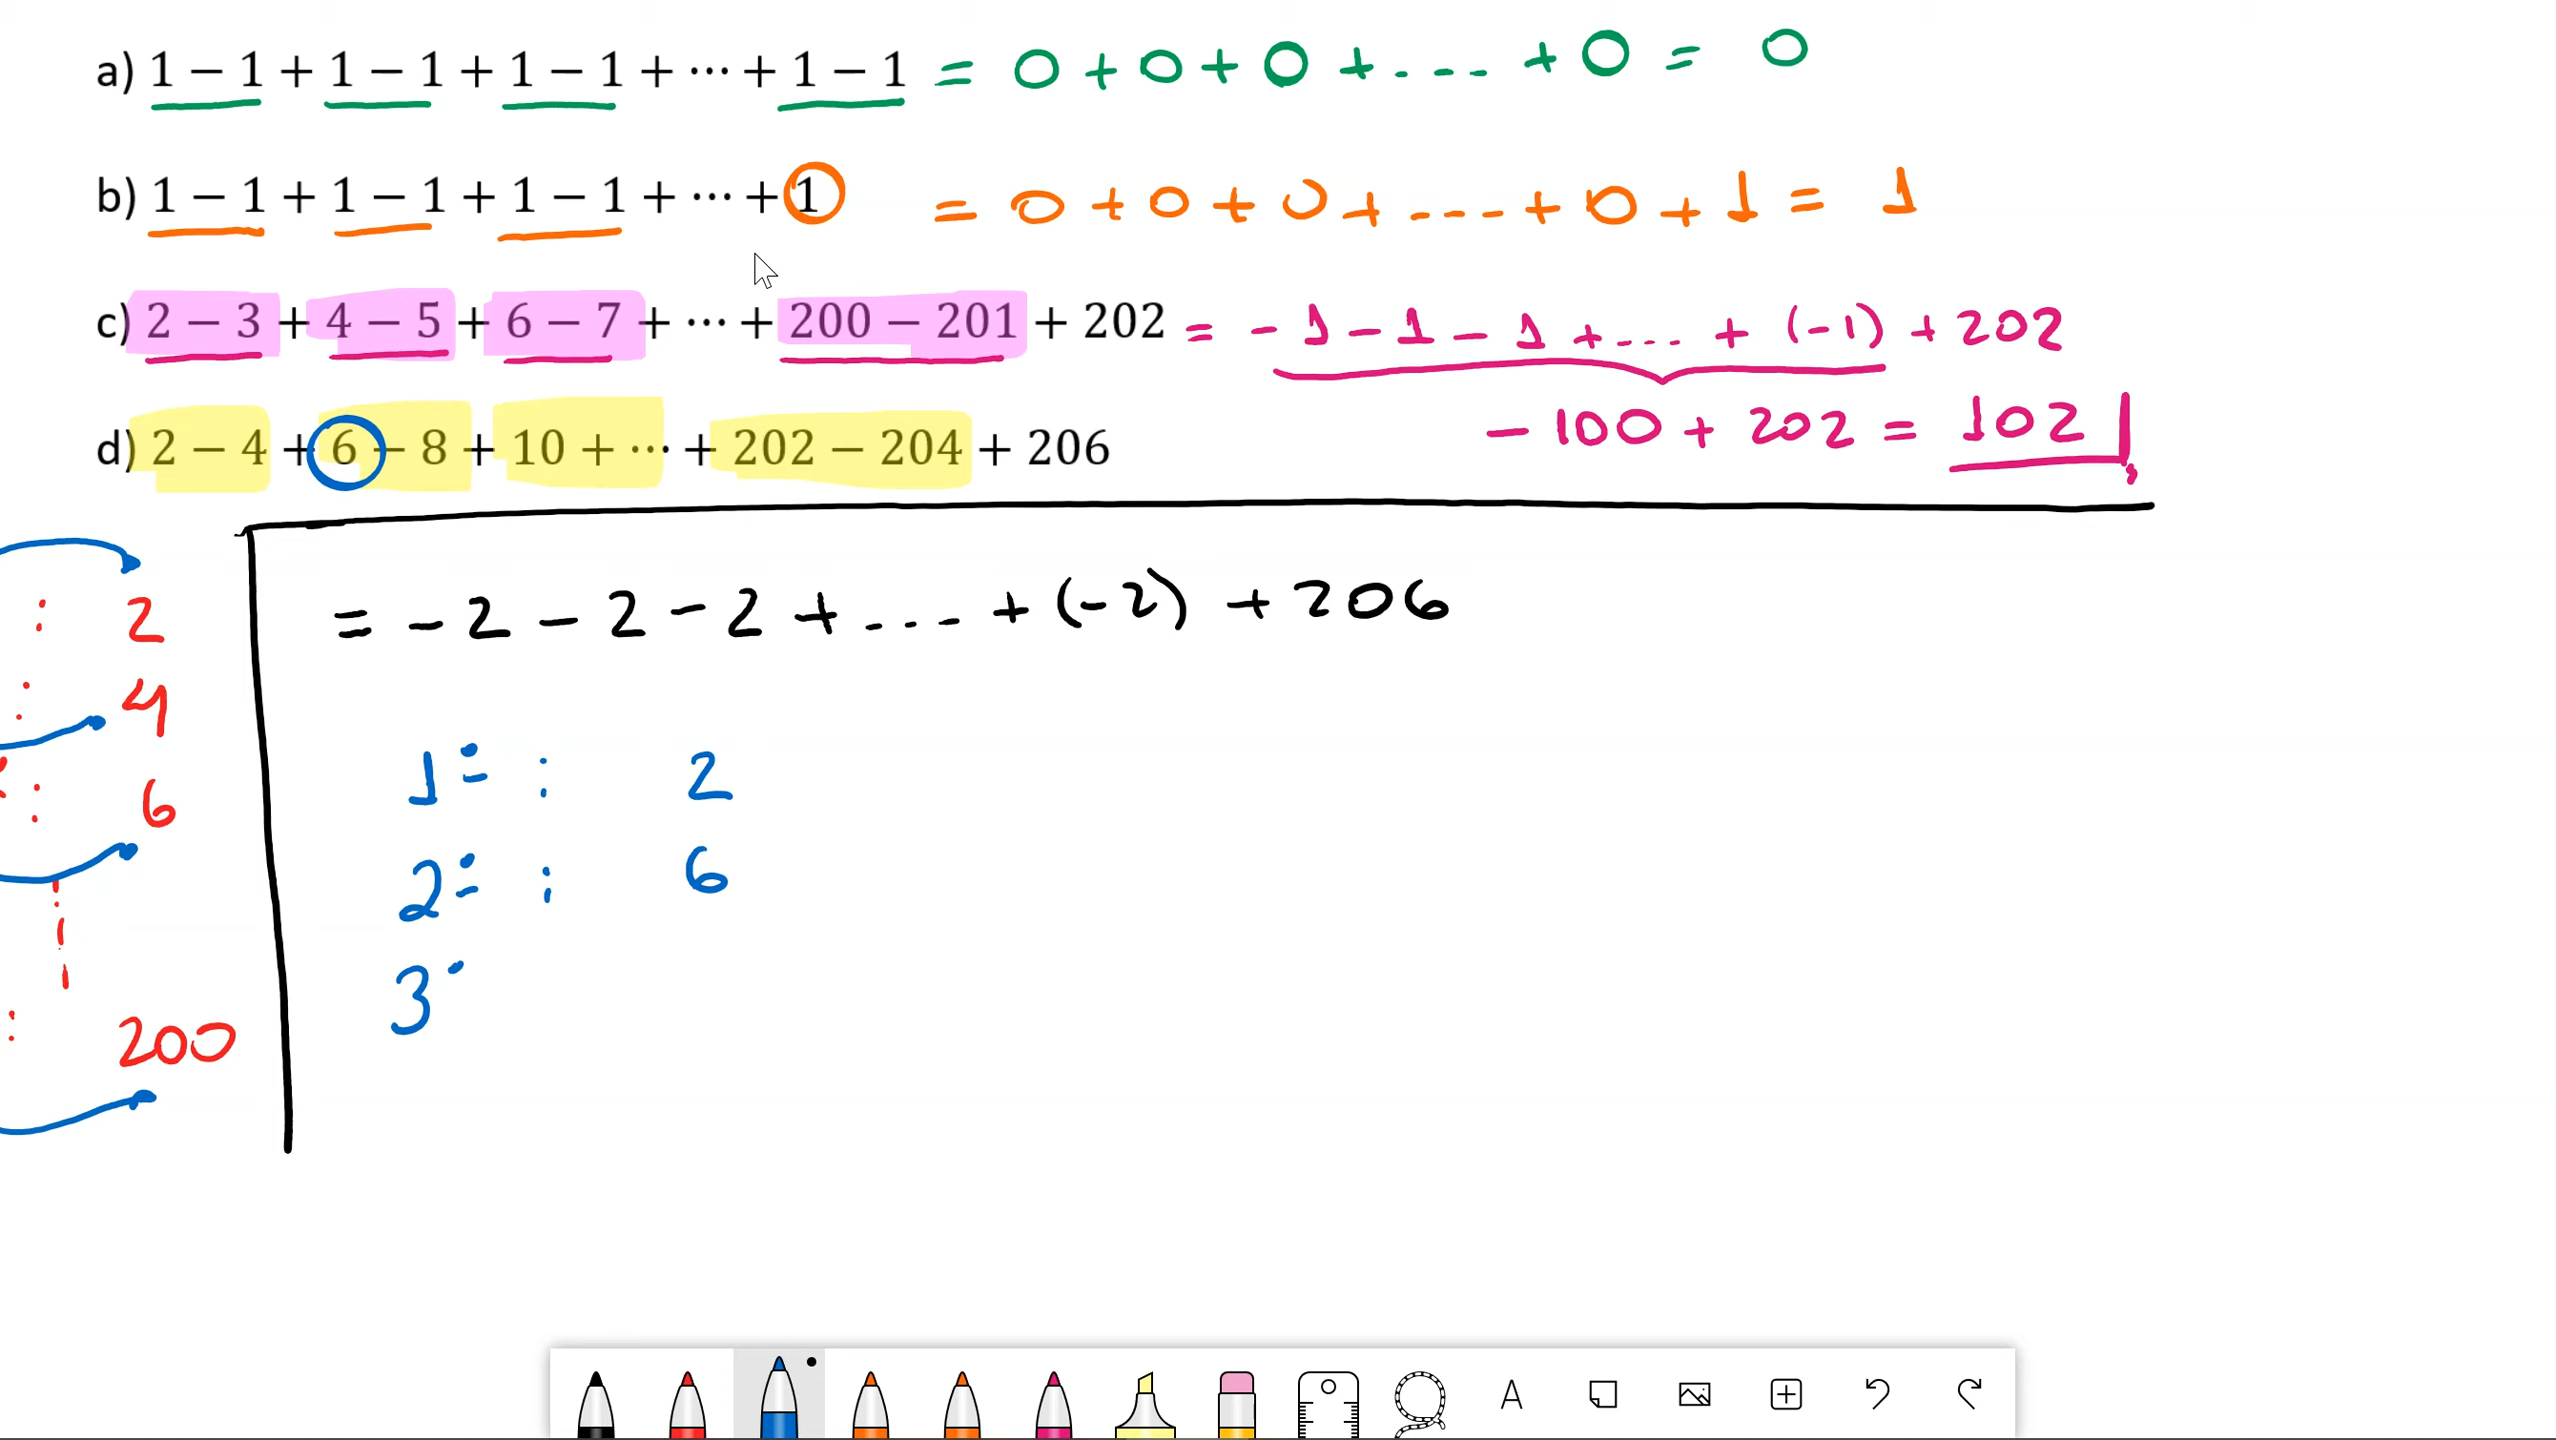 a) 1 − 1 + 1 − 1 + 1 − 1 + ⋯ + 1 − 1 = 0 + 0 + 0 + .... + 0 = 0
b) 1 − 1 + 1 − 1 + 1 − 1 + ⋯ + 1 = 0 + 0 + 0 + .... + 0 + 1 = 1
c) 2 − 3 + 4 − 5 + 6 − 7 + ⋯ + 200 − 201 + 202 = -1 - 1 - 1 + .... + (-1) + 202
-100 + 202 = 102
d) 2 − 4 + 6 − 8 + 10 + ⋯ + 202 − 204 + 206
= -2 - 2 - 2 + .... + (-2) + 206
: 2
: 4
: 6
: 200
1º : 2
2º : 6
3